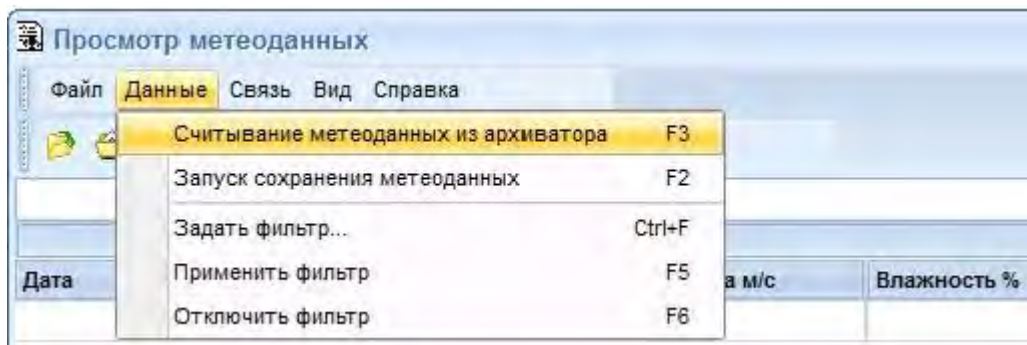 Просмотр метеоданных
Файл Данные Связь Вид Справка
Считывание метеоданных из архиватора F3
Запуск сохранения метеоданных F2
Задать фильтр... Ctrl+F
Применить фильтр F5
Отключить фильтр F6
Дата а м/с Влажность %